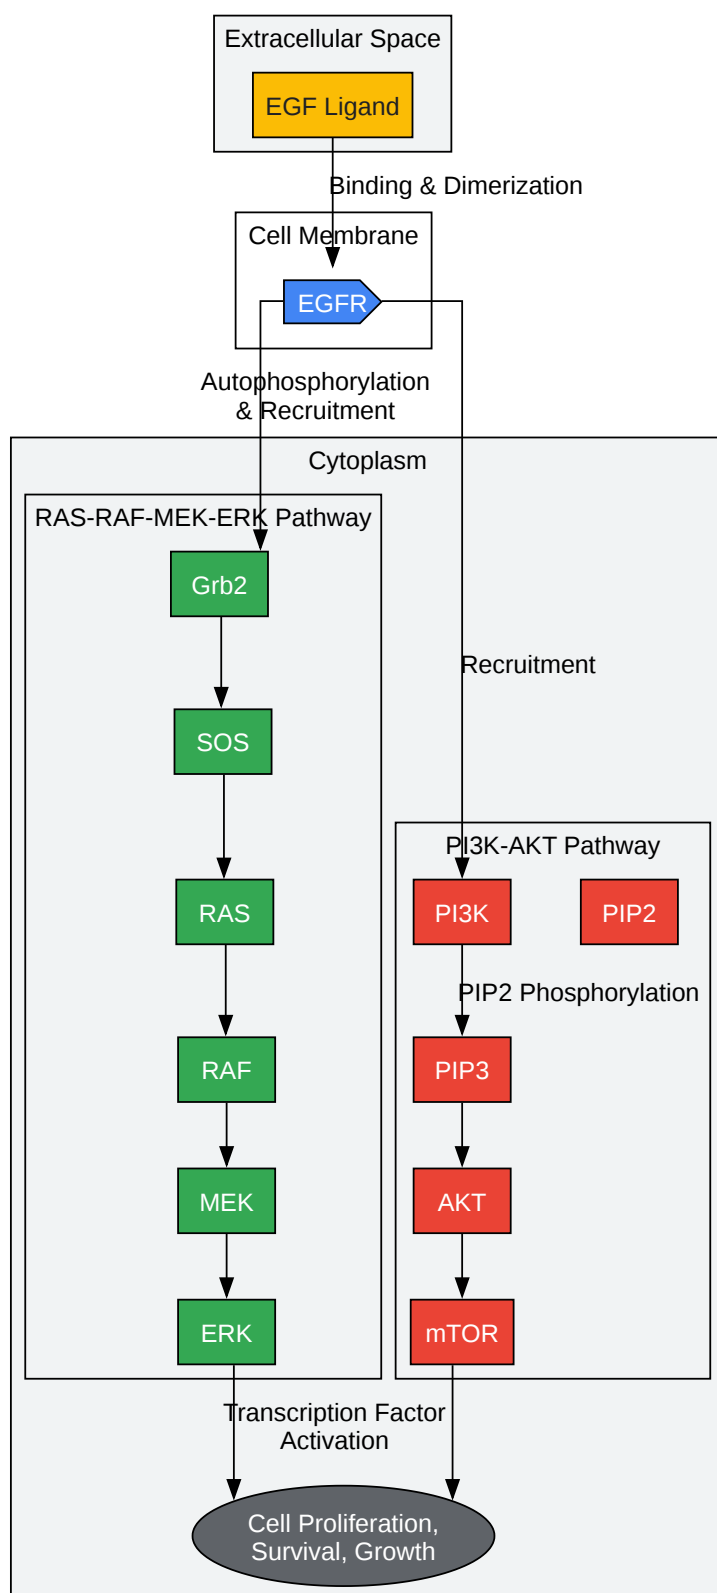 Extracellular Space
EGF Ligand
Binding & Dimerization
Cell Membrane
EGFR
Autophosphorylation
& Recruitment
Cytoplasm
RAS-RAF-MEK-ERK Pathway
Grb2
SOS
RAS
RAF
MEK
ERK
Recruitment
PI3K-AKT Pathway
PI3K
PIP2
PIP2 Phosphorylation
PIP3
AKT
mTOR
Transcription Factor
Activation
Cell Proliferation,
Survival, Growth